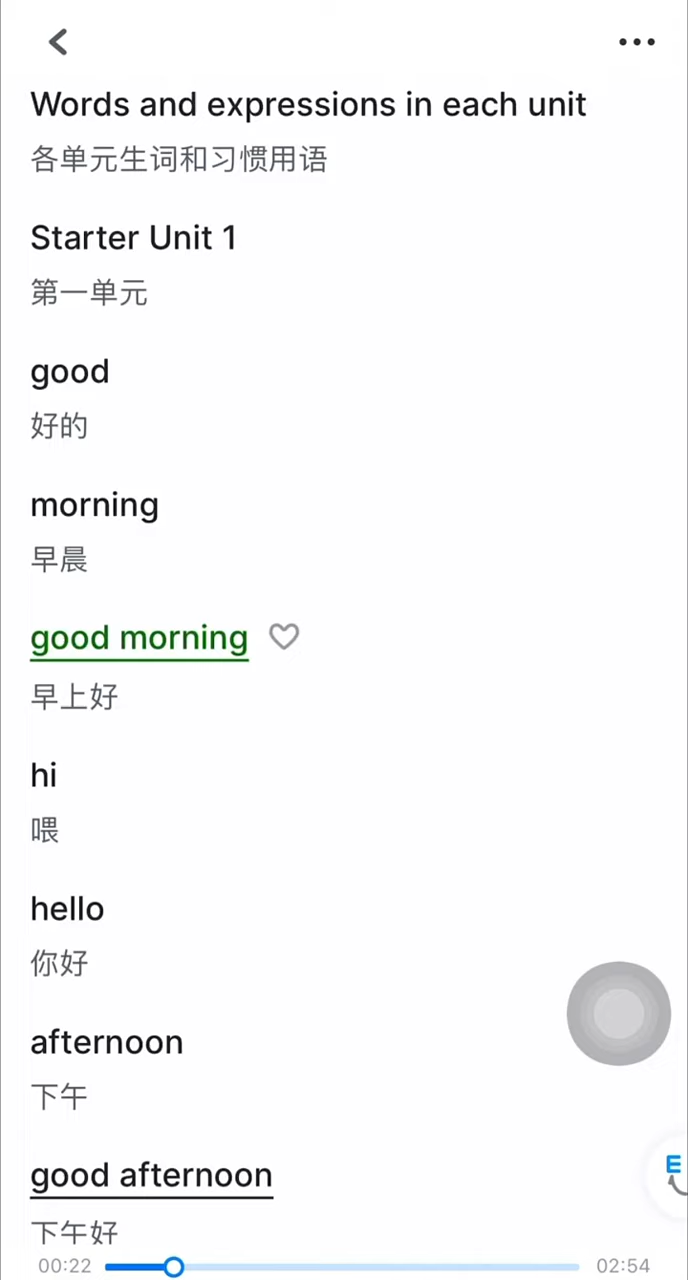 Words and expressions in each unit
各单元生词和习惯用语
Starter Unit 1
第一单元
good
好的
morning
早晨
good morning
早上好
hi
喂
hello
你好
afternoon
下午
good afternoon
下午好
E
00:22
02:54